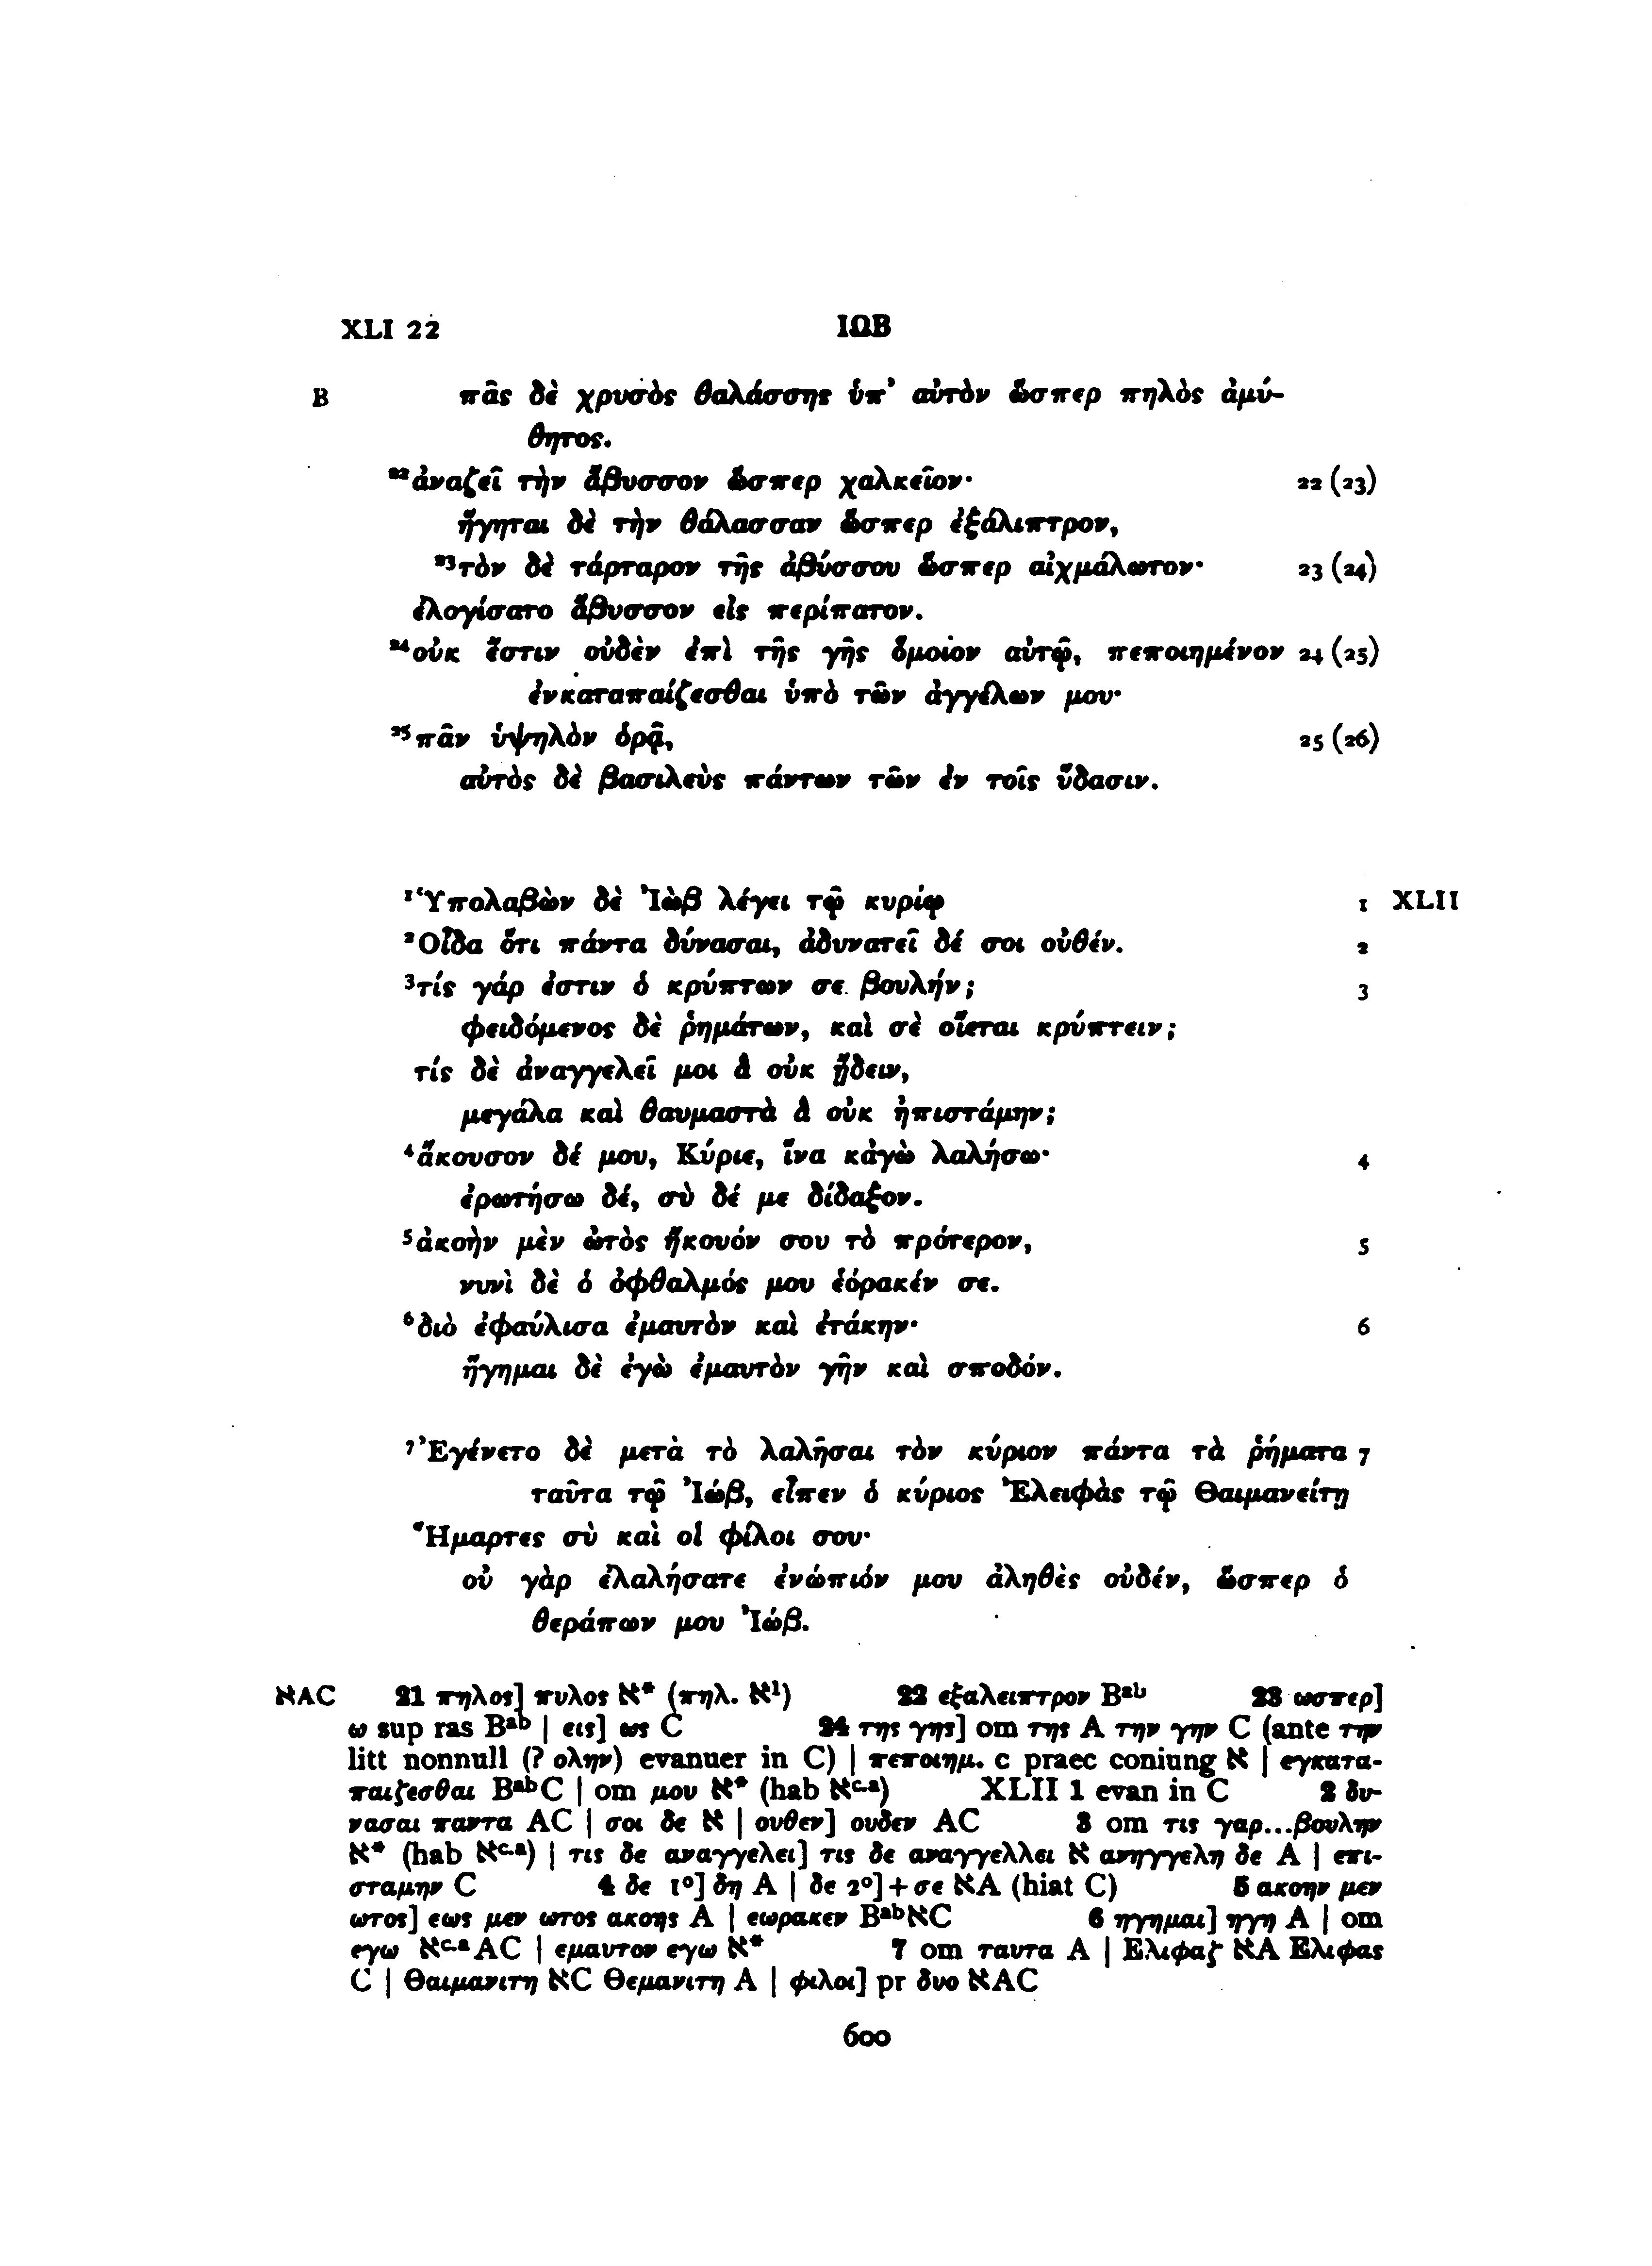 XLI 22 ΙΩΒ
B πᾶς δὲ χρυσὸς θαλάσσης ὑπ’ αὐτὸν ὥσπερ πηλὸς ἀμύ-
θητος.
²²ἀναζεῖ τὴν ἄβυσσον ὥσπερ χαλκεῖον· 22 (23)
ἥγηται δὲ τὴν θάλασσαν ὥσπερ ἐξάλιπτρον,
²³τὸν δὲ τάρταρον τῆς ἀβύσσου ὥσπερ αἰχμάλωτον· 23 (24)
ἐλογίσατο ἄβυσσον εἰς περίπατον.
²⁴οὐκ ἔστιν οὐδὲν ἐπὶ τῆς γῆς ὅμοιον αὐτῷ, πεποιημένον 24 (25)
ἐνκαταπαίζεσθαι ὑπὸ τῶν ἀγγέλων μου·
²⁵πᾶν ὑψηλὸν ὁρᾷ, 25 (26)
αὐτὸς δὲ βασιλεὺς πάντων τῶν ἐν τοῖς ὕδασιν.
¹Ὑπολαβὼν δὲ Ἰὼβ λέγει τῷ κυρίῳ 1 XLII
²Οἶδα ὅτι πάντα δύνασαι, ἀδυνατεῖ δέ σοι οὐθέν. 2
³τίς γάρ ἐστιν ὁ κρύπτων σε βουλήν; 3
φειδόμενος δὲ ῥημάτων, καὶ σὲ οἴεται κρύπτειν;
τίς δὲ ἀναγγελεῖ μοι ἃ οὐκ ᾔδειν,
μεγάλα καὶ θαυμαστὰ ἃ οὐκ ἠπιστάμην;
⁴ἄκουσον δέ μου, Κύριε, ἵνα κἀγὼ λαλήσω· 4
ἐρωτήσω δέ, σὺ δέ με δίδαξον.
⁵ἀκοὴν μὲν ὠτὸς ἤκουόν σου τὸ πρότερον, 5
νυνὶ δὲ ὁ ὀφθαλμός μου ἑόρακέν σε.
⁶διὸ ἐφαύλισα ἐμαυτὸν καὶ ἐτάκην· 6
ἥγημαι δὲ ἐγὼ ἐμαυτὸν γῆν καὶ σποδόν.
⁷Ἐγένετο δὲ μετὰ τὸ λαλῆσαι τὸν κύριον πάντα τὰ ῥήματα 7
ταῦτα τῷ Ἰώβ, εἶπεν ὁ κύριος Ἐλειφὰς τῷ Θαιμανείτῃ
Ἥμαρτες σὺ καὶ οἱ φίλοι σου·
οὐ γὰρ ἐλαλήσατε ἐνώπιόν μου ἀληθὲς οὐδέν, ὥσπερ ὁ
θεράπων μου Ἰώβ.
ℵAC 21 πηλος] πυλος ℵ* (πηλ. ℵ¹) 22 εξαλειπτρον Bᵃᵇ 23 ωσπερ]
ω sup ras Bᵃᵇ | εις] ως C 24 της γης] om της A την γην C (ante την
litt nonnull (? ολην) evanuer in C) | πεποιημ. c praec coniung ℵ | εγκατα-
παιζεσθαι BᵃᵇC | om μου ℵ* (hab ℵᶜ·ᵃ) XLII 1 evan in C 2 δυ-
νασαι παντα AC | σοι δε ℵ | ουθεν] ουδεν AC 3 om τις γαρ...βουλην
ℵ* (hab ℵᶜ·ᵃ) | τις δε αναγγελει] τις δε αναγγελλει ℵ ανηγγελη δε A | επι-
σταμην C 4 δε 1°] δη A | δε 2°]+σε ℵA (hiat C) 5 ακοην μεν
ωτος] εως μεν ωτος ακοης A | εωρακεν BᵃᵇℵC 6 ηγημαι] ηγη A | om
εγω ℵᶜ·ᵃAC | εμαυτον εγω ℵ* 7 om ταυτα A | Ελιφαζ ℵA Ελιφας
C | Θαιμανιτη ℵC Θεμανιτη A | φιλοι] pr δυο ℵAC
600